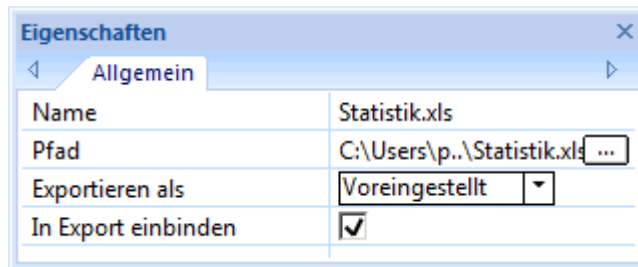 Eigenschaften
Allgemein
Name Statistik.xls
Pfad C:\Users\p..\Statistik.xls ...
Exportieren als Voreingestellt
In Export einbinden